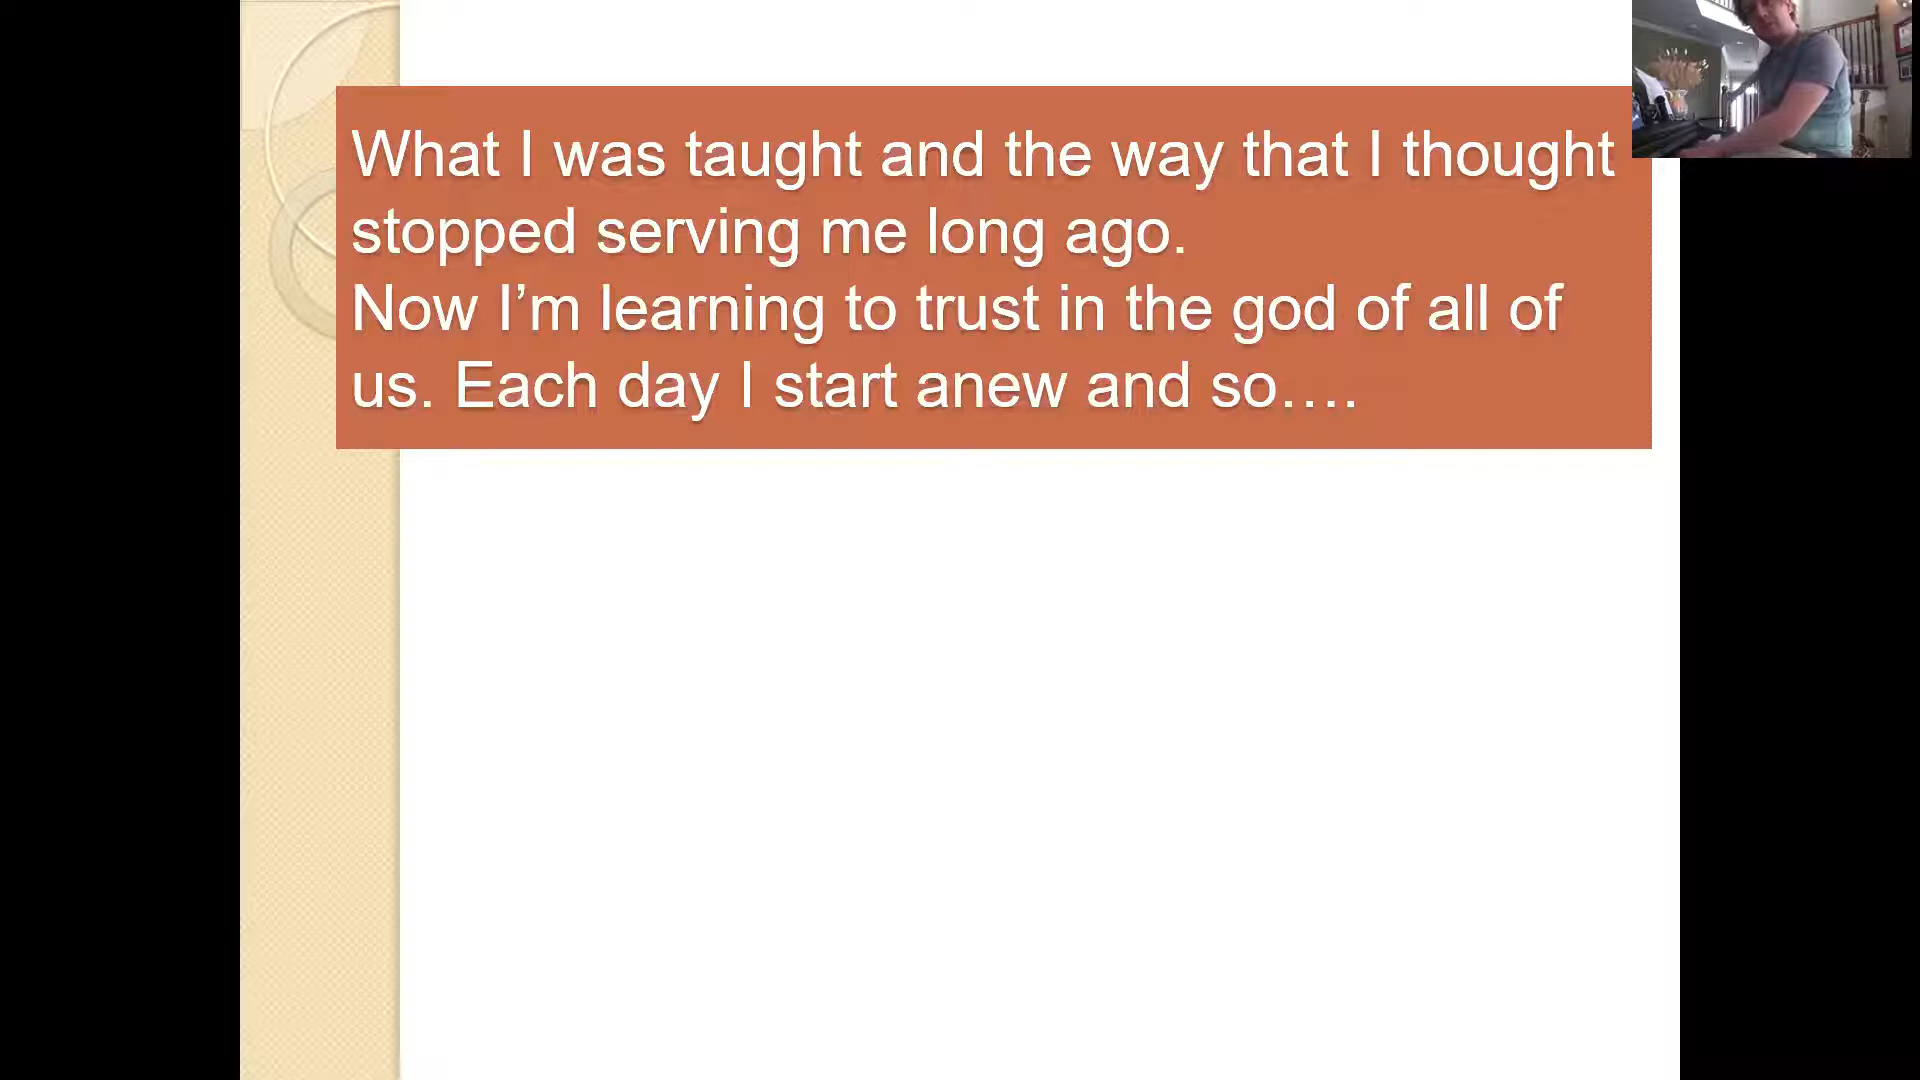 What I was taught and the way that I thought
stopped serving me long ago.
Now I’m learning to trust in the god of all of
us. Each day I start anew and so….